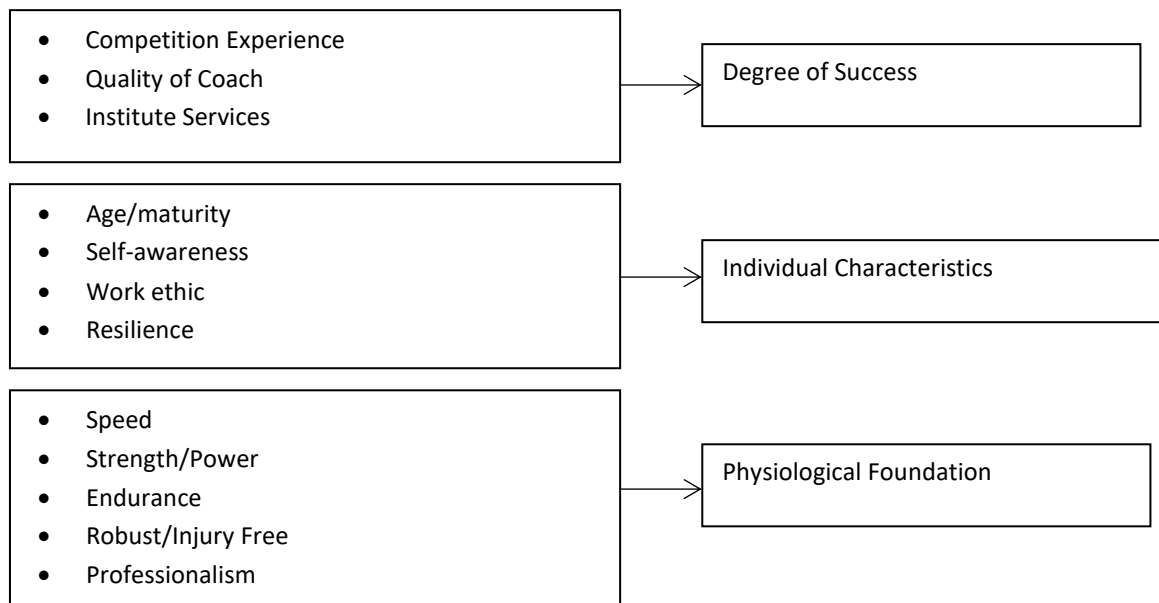 • Competition Experience
• Quality of Coach
• Institute Services
Degree of Success
• Age/maturity
• Self-awareness
• Work ethic
• Resilience
Individual Characteristics
• Speed
• Strength/Power
• Endurance
• Robust/Injury Free
• Professionalism
Physiological Foundation